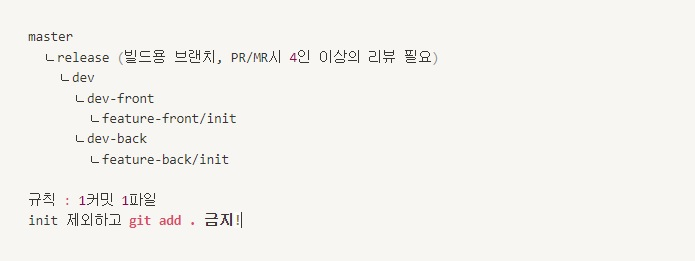 master
ㄴrelease (빌드용 브랜치, PR/MR시 4인 이상의 리뷰 필요)
ㄴdev
ㄴdev-front
ㄴfeature-front/init
ㄴdev-back
ㄴfeature-back/init
규칙 : 1커밋 1파일
init 제외하고 git add . 금지!